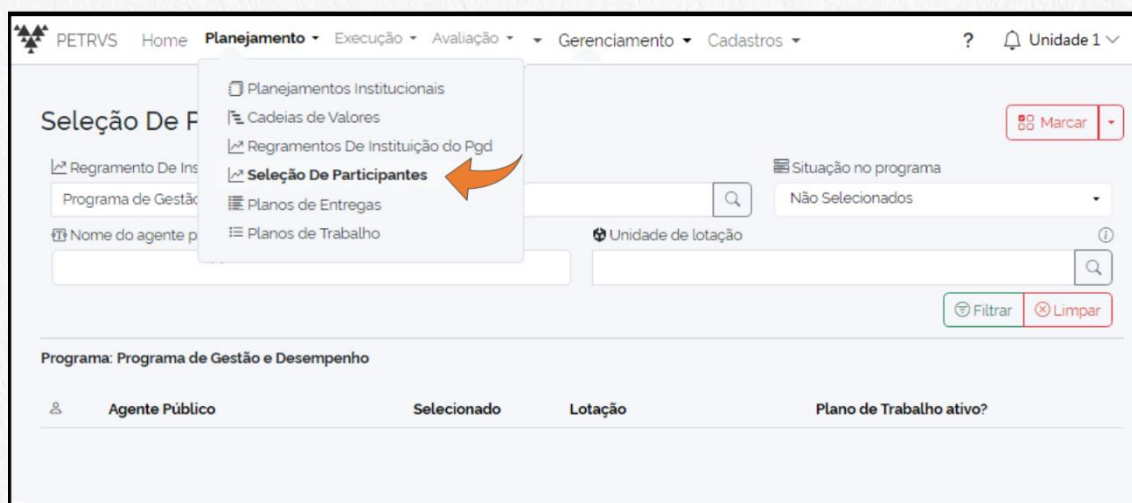 PETRVS Home Planejamento Execução Avaliação Gerenciamento Cadastros ? Unidade 1
Planejamentos Institucionais
Cadeias de Valores
Regramentos De Instituição do Pgd
Seleção De Participantes
Planos de Entregas
Planos de Trabalho
Seleção De P
Marcar
Regramento De Ins
Situação no programa
Programa de Gestão
Não Selecionados
Nome do agente p
Unidade de lotação
Filtrar Limpar
Programa: Programa de Gestão e Desempenho
Agente Público Selecionado Lotação Plano de Trabalho ativo?